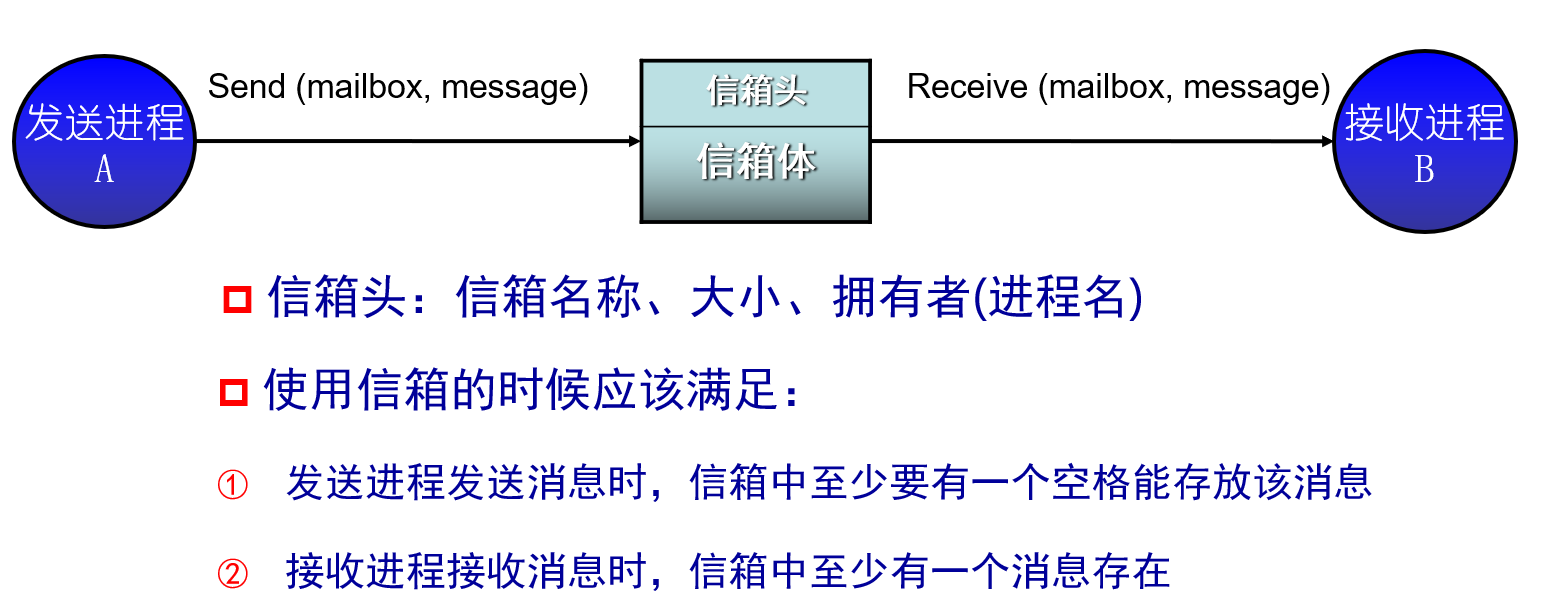 发送进程
A
Send (mailbox, message)
信箱头
信箱体
Receive (mailbox, message)
接收进程
B
信箱头：信箱名称、大小、拥有者(进程名)
使用信箱的时候应该满足：
① 发送进程发送消息时，信箱中至少要有一个空格能存放该消息
② 接收进程接收消息时，信箱中至少有一个消息存在